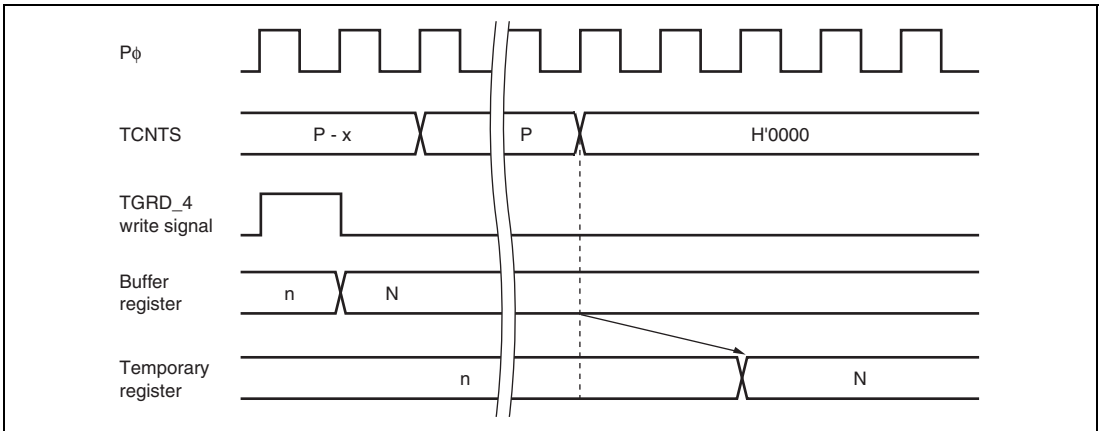 Pϕ
TCNTS
P - x
P
H'0000
TGRD_4
write signal
Buffer
register
n
N
Temporary
register
n
N